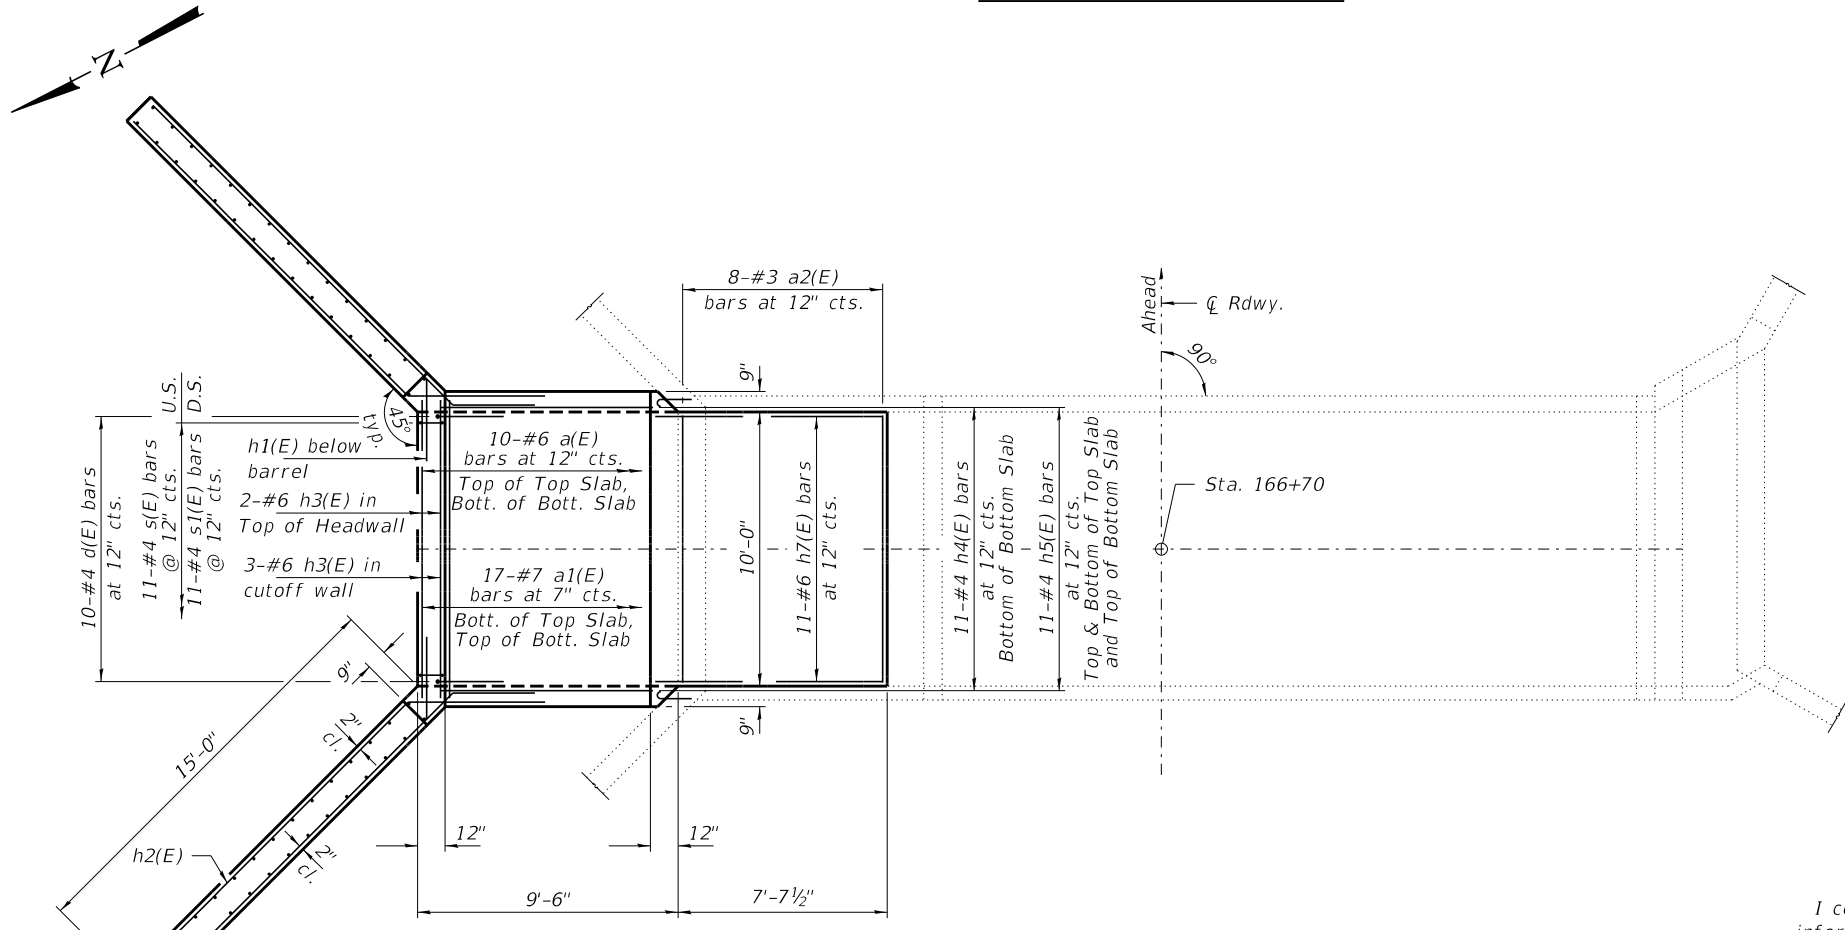 N
8-#3 a2(E)
bars at 12" cts.
Ahead
℄ Rdwy.
90°
9"
U.S.
D.S.
45°
typ.
10-#4 d(E) bars
at 12" cts.
11-#4 s(E) bars
@ 12" cts.
11-#4 s1(E) bars
@ 12" cts.
h1(E) below
barrel
2-#6 h3(E) in
Top of Headwall
3-#6 h3(E) in
cutoff wall
10-#6 a(E)
bars at 12" cts.
Top of Top Slab,
Bott. of Bott. Slab
17-#7 a1(E)
bars at 7" cts.
Bott. of Top Slab,
Top of Bott. Slab
10'-0"
11-#6 h7(E) bars
at 12" cts.
11-#4 h4(E) bars
at 12" cts.
Bottom of Bottom Slab
11-#4 h5(E) bars
at 12" cts.
Top & Bottom of Top Slab
and Top of Bottom Slab
Sta. 166+70
9"
9"
15'-0"
2"
cl.
2"
cl.
h2(E)
12"
12"
9'-6"
7'-7½"